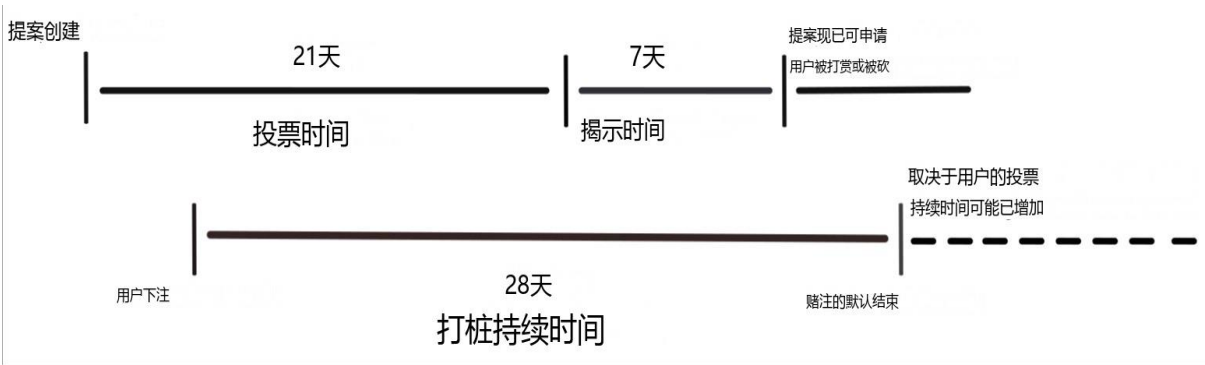 提案创建
21天
7天
提案现已可申请
用户被打赏或被砍
投票时间
揭示时间
取决于用户的投票
持续时间可能已增加
用户下注
28天
赌注的默认结束
打桩持续时间